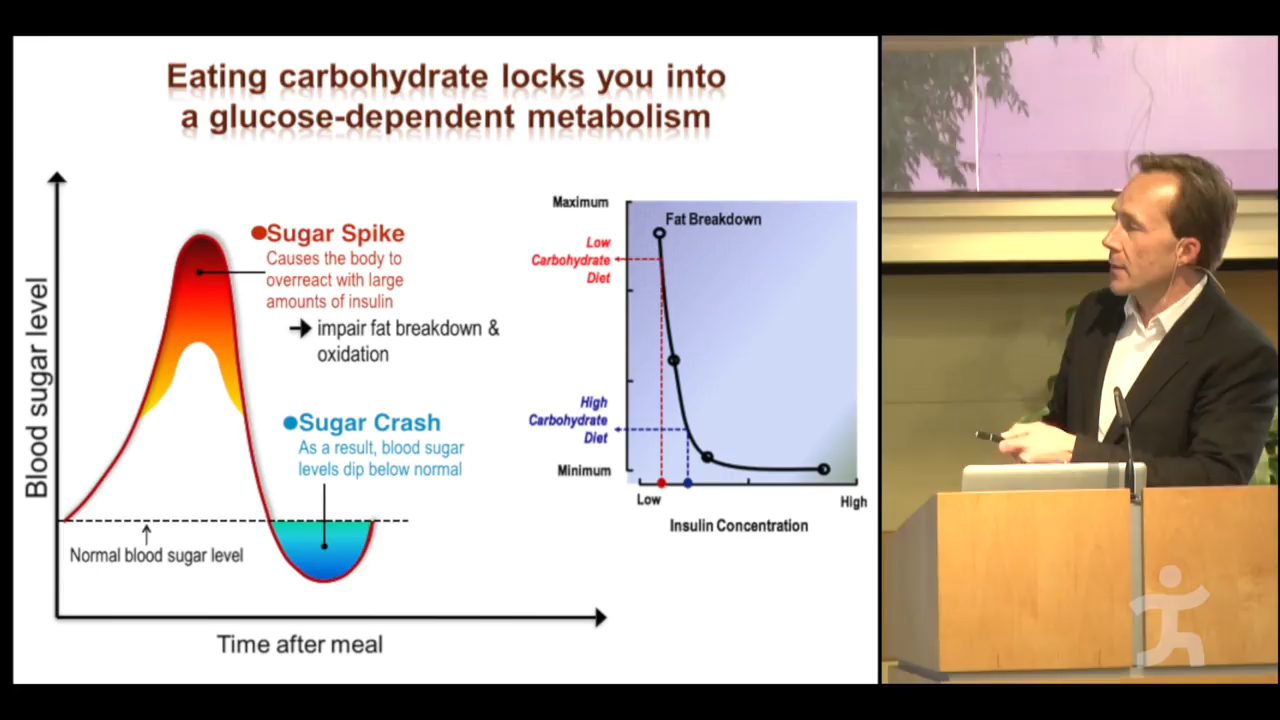 Eating carbohydrate locks you into
a glucose-dependent metabolism
Blood sugar level
●Sugar Spike
Causes the body to
overreact with large
amounts of insulin
➔ impair fat breakdown &
oxidation
●Sugar Crash
As a result, blood sugar
levels dip below normal
Normal blood sugar level
Time after meal
Maximum
Fat Breakdown
Low
Carbohydrate
Diet
High
Carbohydrate
Diet
Minimum
Low
High
Insulin Concentration